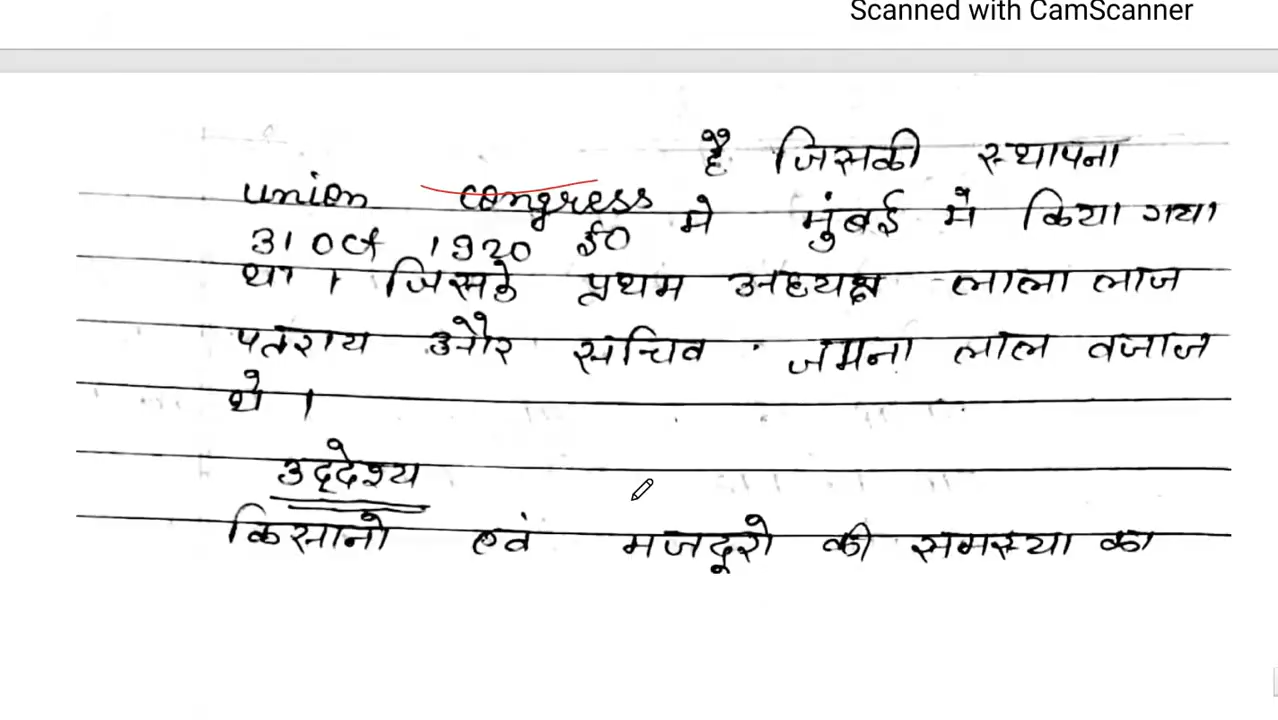 Scanned with CamScanner
है जिसकी स्थापना
union congress
31 Oct 1920 ई० मे मुंबई में किया गया
था । जिसके प्रथम अध्यक्ष लाला लाज
पतराय और सचिव जमना लाल वजाज
थे ।
उद्देश्य
किसानो एवं मजदूरो की समस्या का